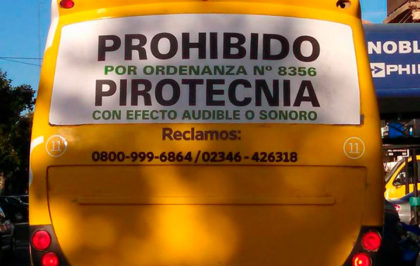 PROHIBIDO
POR ORDENANZA Nº 8356
PIROTECNIA
CON EFECTO AUDIBLE O SONORO
Reclamos:
0800-999-6864 / 02346 - 426318
11
11
NOBL
PHI